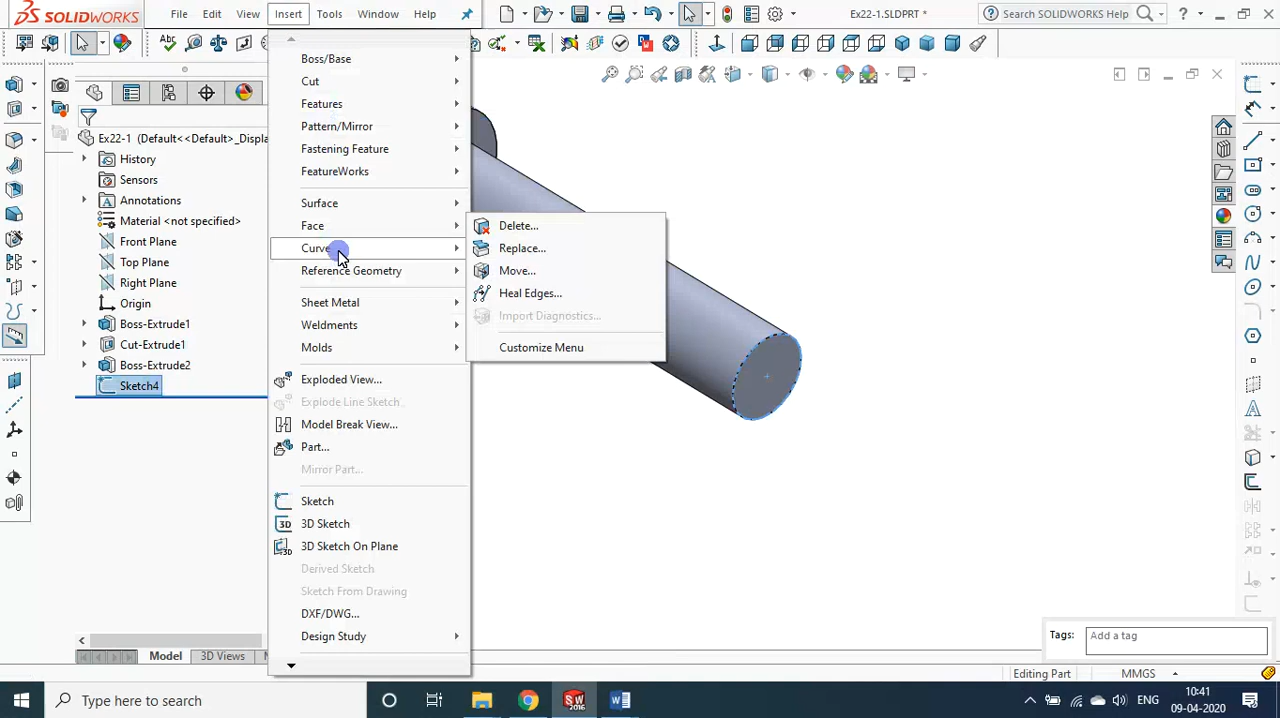 SOLIDWORKS
File
Edit
View
Insert
Tools
Window
Help
Ex22-1.SLDPRT *
Search SOLIDWORKS Help
Abc
Boss/Base
Cut
Features
Pattern/Mirror
Fastening Feature
FeatureWorks
Surface
Face
Curve
Reference Geometry
Sheet Metal
Weldments
Molds
Exploded View...
Explode Line Sketch
Model Break View...
Part...
Mirror Part...
Sketch
3D Sketch
3D Sketch On Plane
Derived Sketch
Sketch From Drawing
DXF/DWG...
Design Study
Delete...
Replace...
Move...
Heal Edges...
Import Diagnostics...
Customize Menu
Ex22-1 (Default<<Default>_Displa
History
Sensors
Annotations
Material <not specified>
Front Plane
Top Plane
Right Plane
Origin
Boss-Extrude1
Cut-Extrude1
Boss-Extrude2
Sketch4
Tags:
Add a tag
Model
3D Views
Editing Part
MMGS
Type here to search
SW
2016
ENG
10:41
09-04-2020